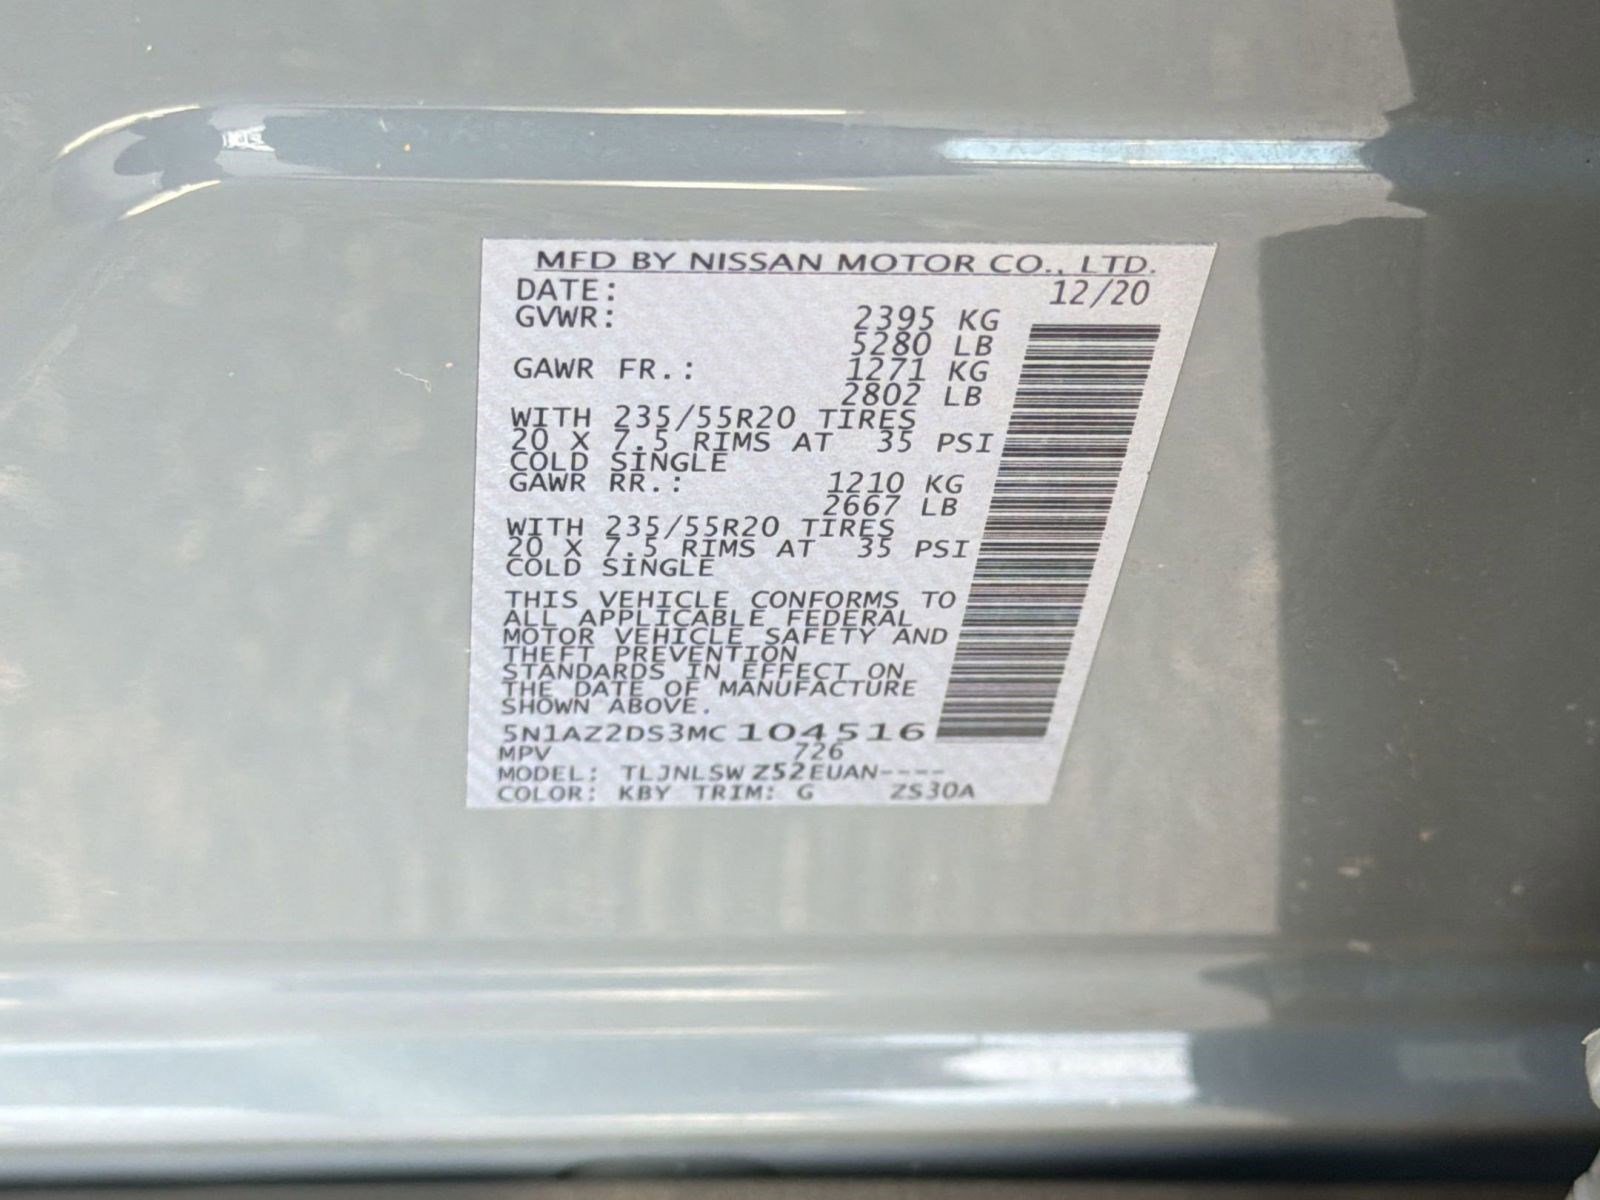 MFD BY NISSAN MOTOR CO., LTD.
DATE: 12/20
GVWR: 2395 KG
5280 LB
GAWR FR.: 1271 KG
2802 LB
WITH 235/55R20 TIRES
20 X 7.5 RIMS AT 35 PSI
COLD SINGLE
GAWR RR.: 1210 KG
2667 LB
WITH 235/55R20 TIRES
20 X 7.5 RIMS AT 35 PSI
COLD SINGLE
THIS VEHICLE CONFORMS TO
ALL APPLICABLE FEDERAL
MOTOR VEHICLE SAFETY AND
THEFT PREVENTION
STANDARDS IN EFFECT ON
THE DATE OF MANUFACTURE
SHOWN ABOVE.
5N1AZ2DS3MC104516
MPV 726
MODEL: TLJNLSWZ52EUAN----
COLOR: KBY TRIM: G ZS30A